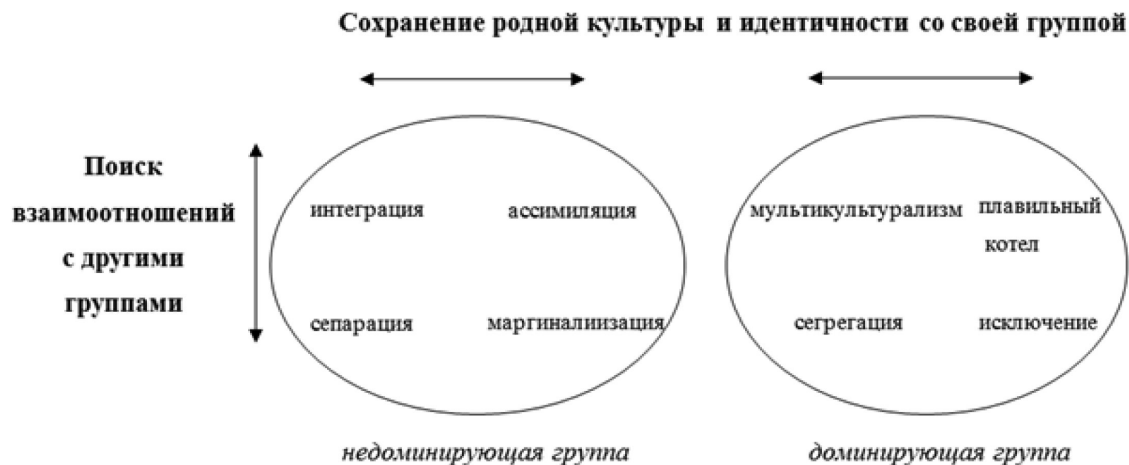 Сохранение родной культуры и идентичности со своей группой
Поиск
взаимоотношений
с другими
группами
интеграция
ассимиляция
сепарация
маргиналиизация
недоминирующая группа
мультикультурализм
плавильный
котел
сегрегация
исключение
доминирующая группа